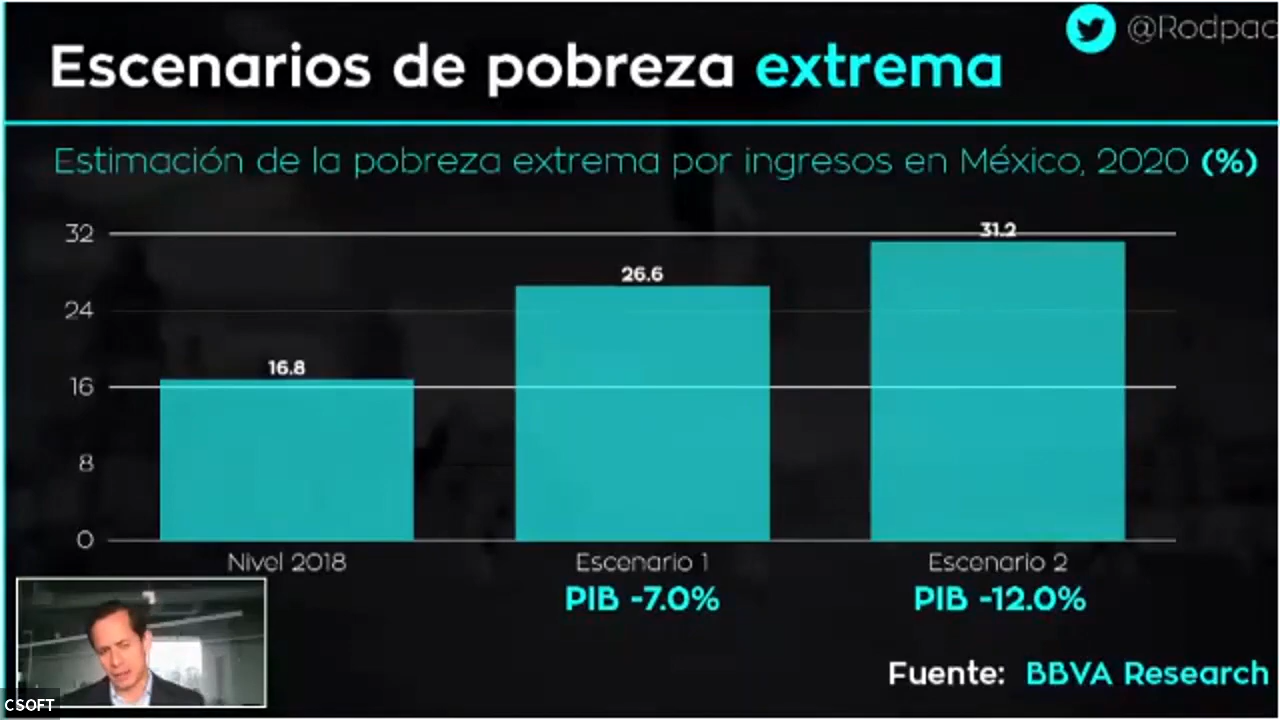 @Rodpac
Escenarios de pobreza extrema
Estimación de la pobreza extrema por ingresos en México, 2020 (%)
32
24
16
8
0
16.8
26.6
31.2
Nivel 2018
Escenario 1
Escenario 2
PIB -7.0%
PIB -12.0%
Fuente: BBVA Research
CSOFT